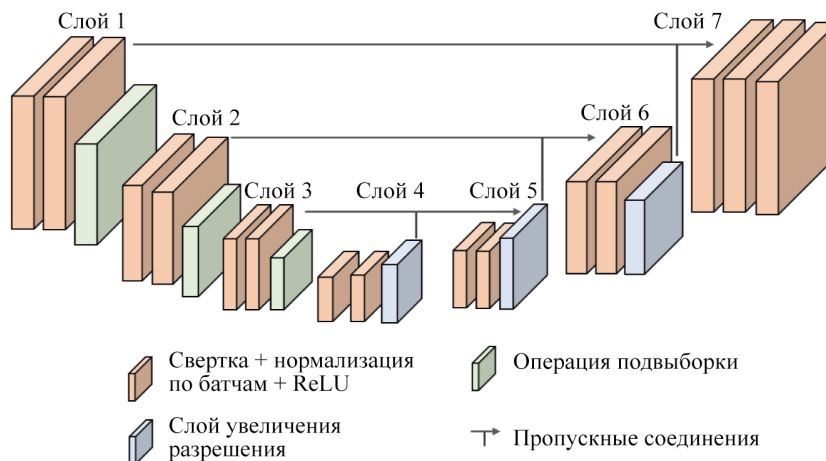 Слой 1
Слой 7
Слой 2
Слой 6
Слой 3
Слой 4
Слой 5
Свертка + нормализация
по батчам + ReLU
Операция подвыборки
Слой увеличения
разрешения
Пропускные соединения